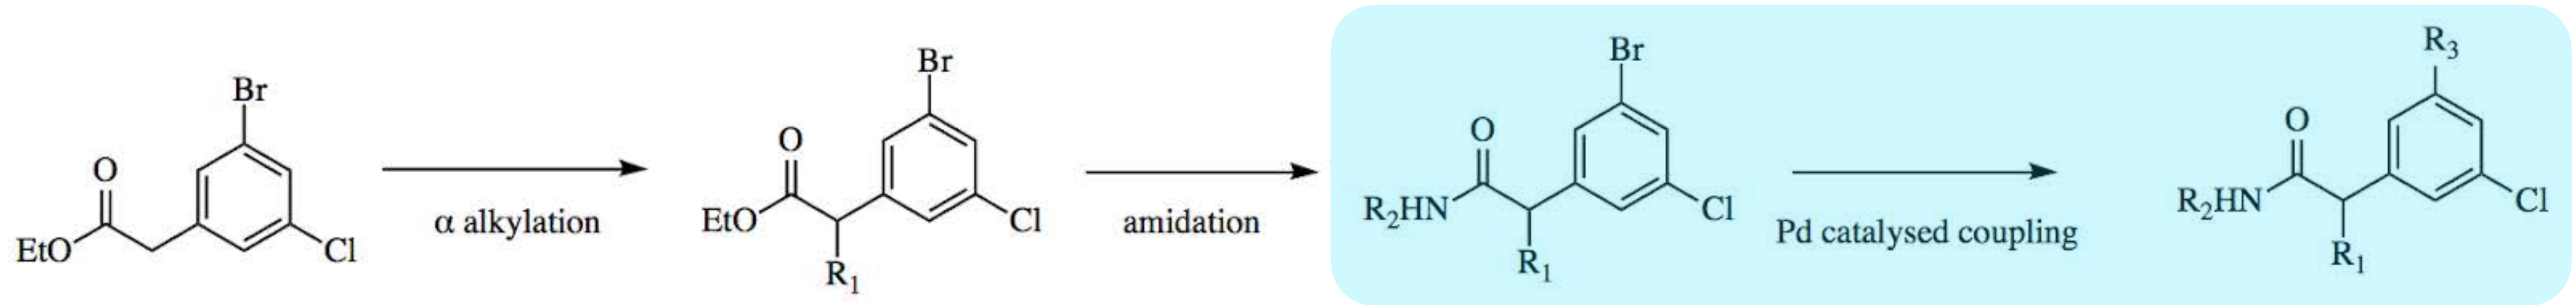 Br
O
EtO
Cl
α alkylation
Br
O
EtO
Cl
R1
amidation
Br
O
R2HN
Cl
R1
Pd catalysed coupling
R3
O
R2HN
Cl
R1